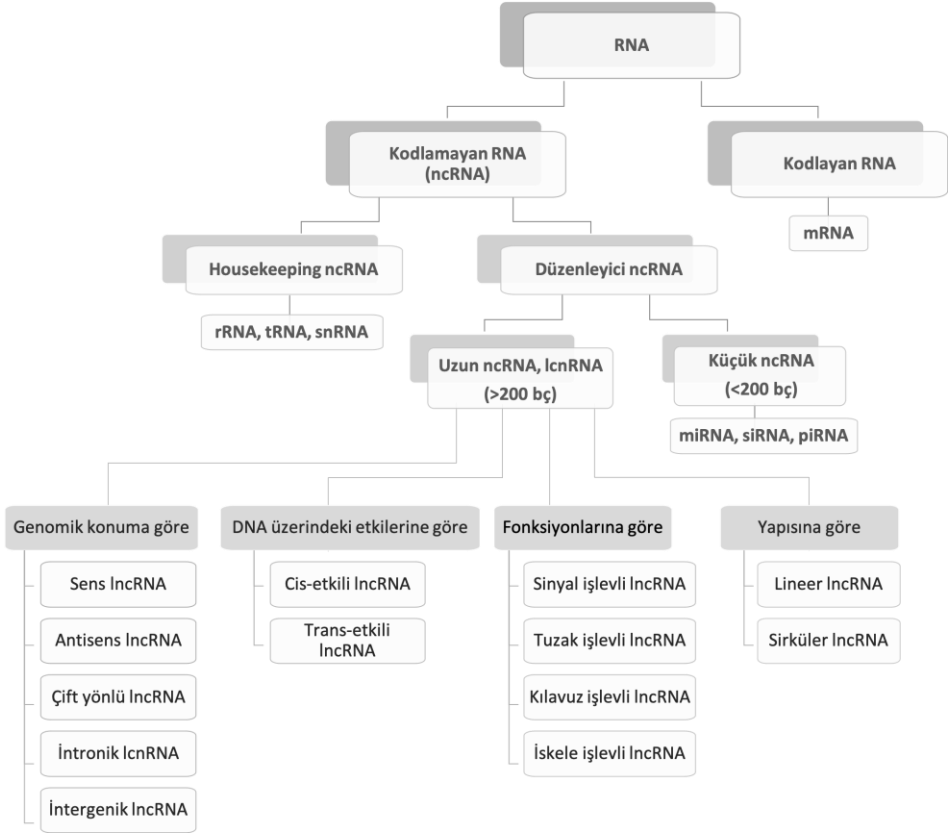 RNA
Kodlamayan RNA
(ncRNA)
Kodlayan RNA
mRNA
Housekeeping ncRNA
Düzenleyici ncRNA
rRNA, tRNA, snRNA
Uzun ncRNA, lcnRNA
(>200 bç)
Küçük ncRNA
(<200 bç)
miRNA, siRNA, piRNA
Genomik konuma göre
DNA üzerindeki etkilerine göre
Fonksiyonlarına göre
Yapısına göre
Sens lncRNA
Antisens lncRNA
Çift yönlü lncRNA
İntronik lcnRNA
İntergenik lncRNA
Cis-etkili lncRNA
Trans-etkili
lncRNA
Sinyal işlevli lncRNA
Tuzak işlevli lncRNA
Kılavuz işlevli lncRNA
İskele işlevli lncRNA
Lineer lncRNA
Sirküler lncRNA